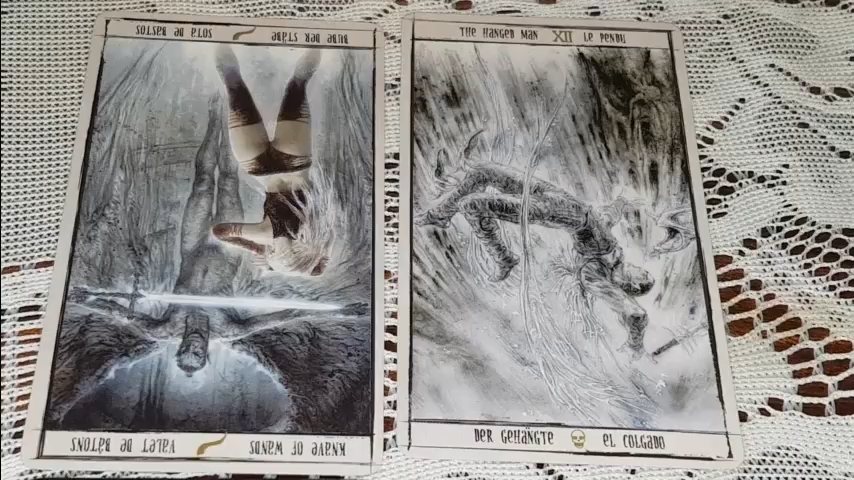 SOTA DE BASTOS BUBE DER STÄBE
THE HANGED MAN XII LE PENDU
KNAVE OF WANDS VALET DE BÂTONS
DER GEHÄNGTE EL COLGADO